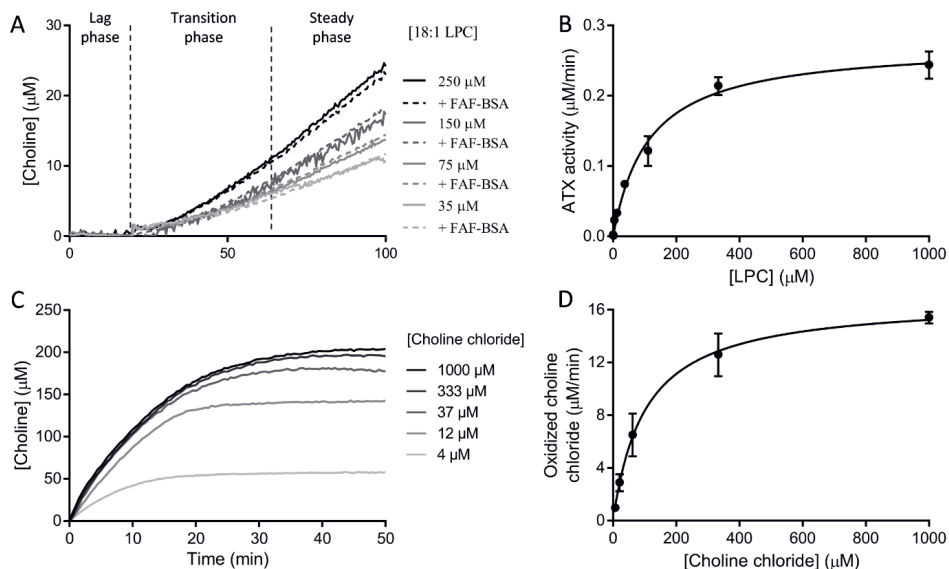 A
Lag phase
Transition phase
Steady phase
[Choline] (µM)
30
20
10
0
0
50
100
[18:1 LPC]
250 µM
+ FAF-BSA
150 µM
+ FAF-BSA
75 µM
+ FAF-BSA
35 µM
+ FAF-BSA
B
ATX activity (µM/min)
0.3
0.2
0.1
0.0
0
200
400
600
800
1000
[LPC] (µM)
C
[Choline] (µM)
250
200
150
100
50
0
0
10
20
30
40
50
Time (min)
[Choline chloride]
1000 µM
333 µM
37 µM
12 µM
4 µM
D
Oxidized choline
chloride (µM/min)
16
12
8
4
0
0
200
400
600
800
1000
[Choline chloride] (µM)